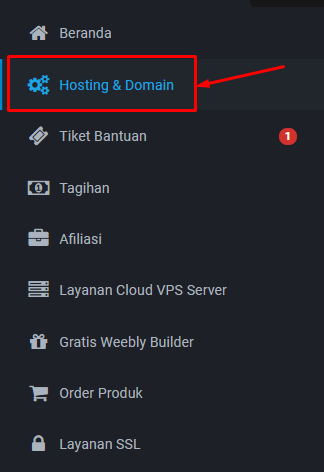 Beranda
Hosting & Domain
Tiket Bantuan 1
Tagihan
Afiliasi
Layanan Cloud VPS Server
Gratis Weebly Builder
Order Produk
Layanan SSL